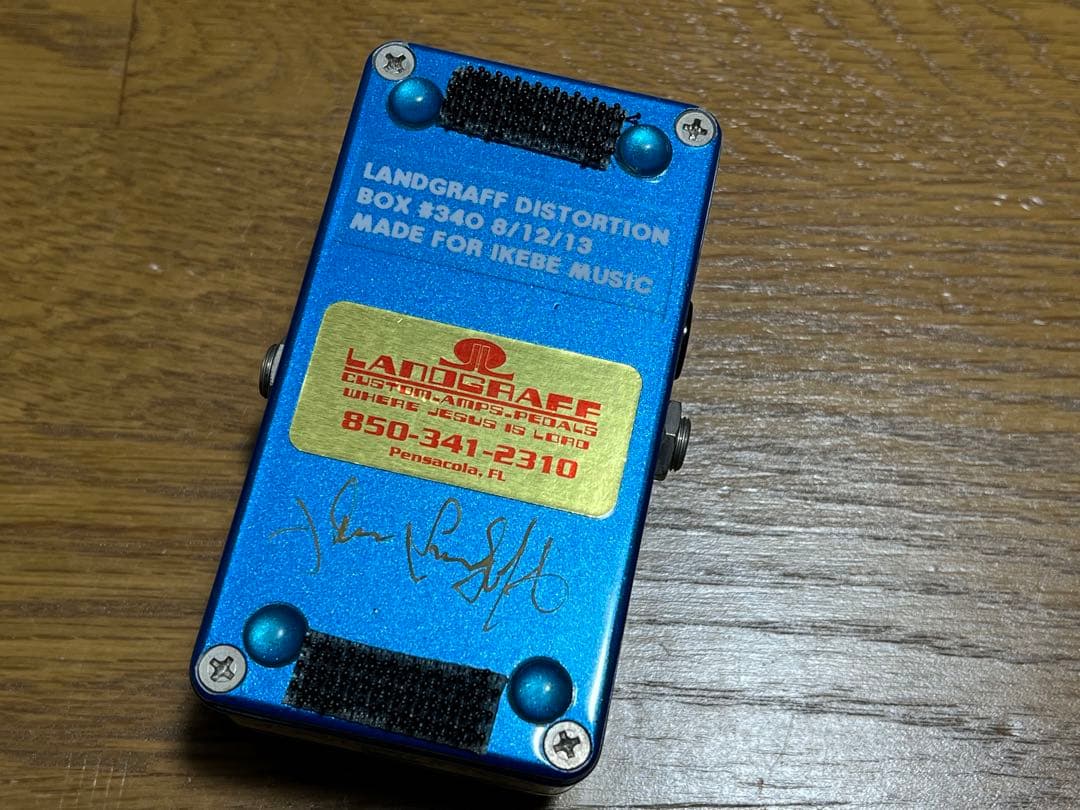 LANDGRAFF DISTORTION
BOX #340 8/12/13
MADE FOR IKEBE MUSIC
LANDGRAFF
CUSTOM-AMPS-PEDALS
WHERE JESUS IS LORD
850-341-2310
Pensacola, FL